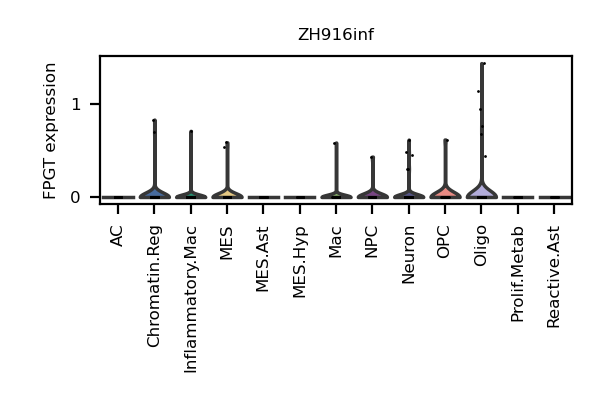 ZH916inf
FPGT expression
1
0
AC
Chromatin.Reg
Inflammatory.Mac
MES
MES.Ast
MES.Hyp
Mac
NPC
Neuron
OPC
Oligo
Prolif.Metab
Reactive.Ast